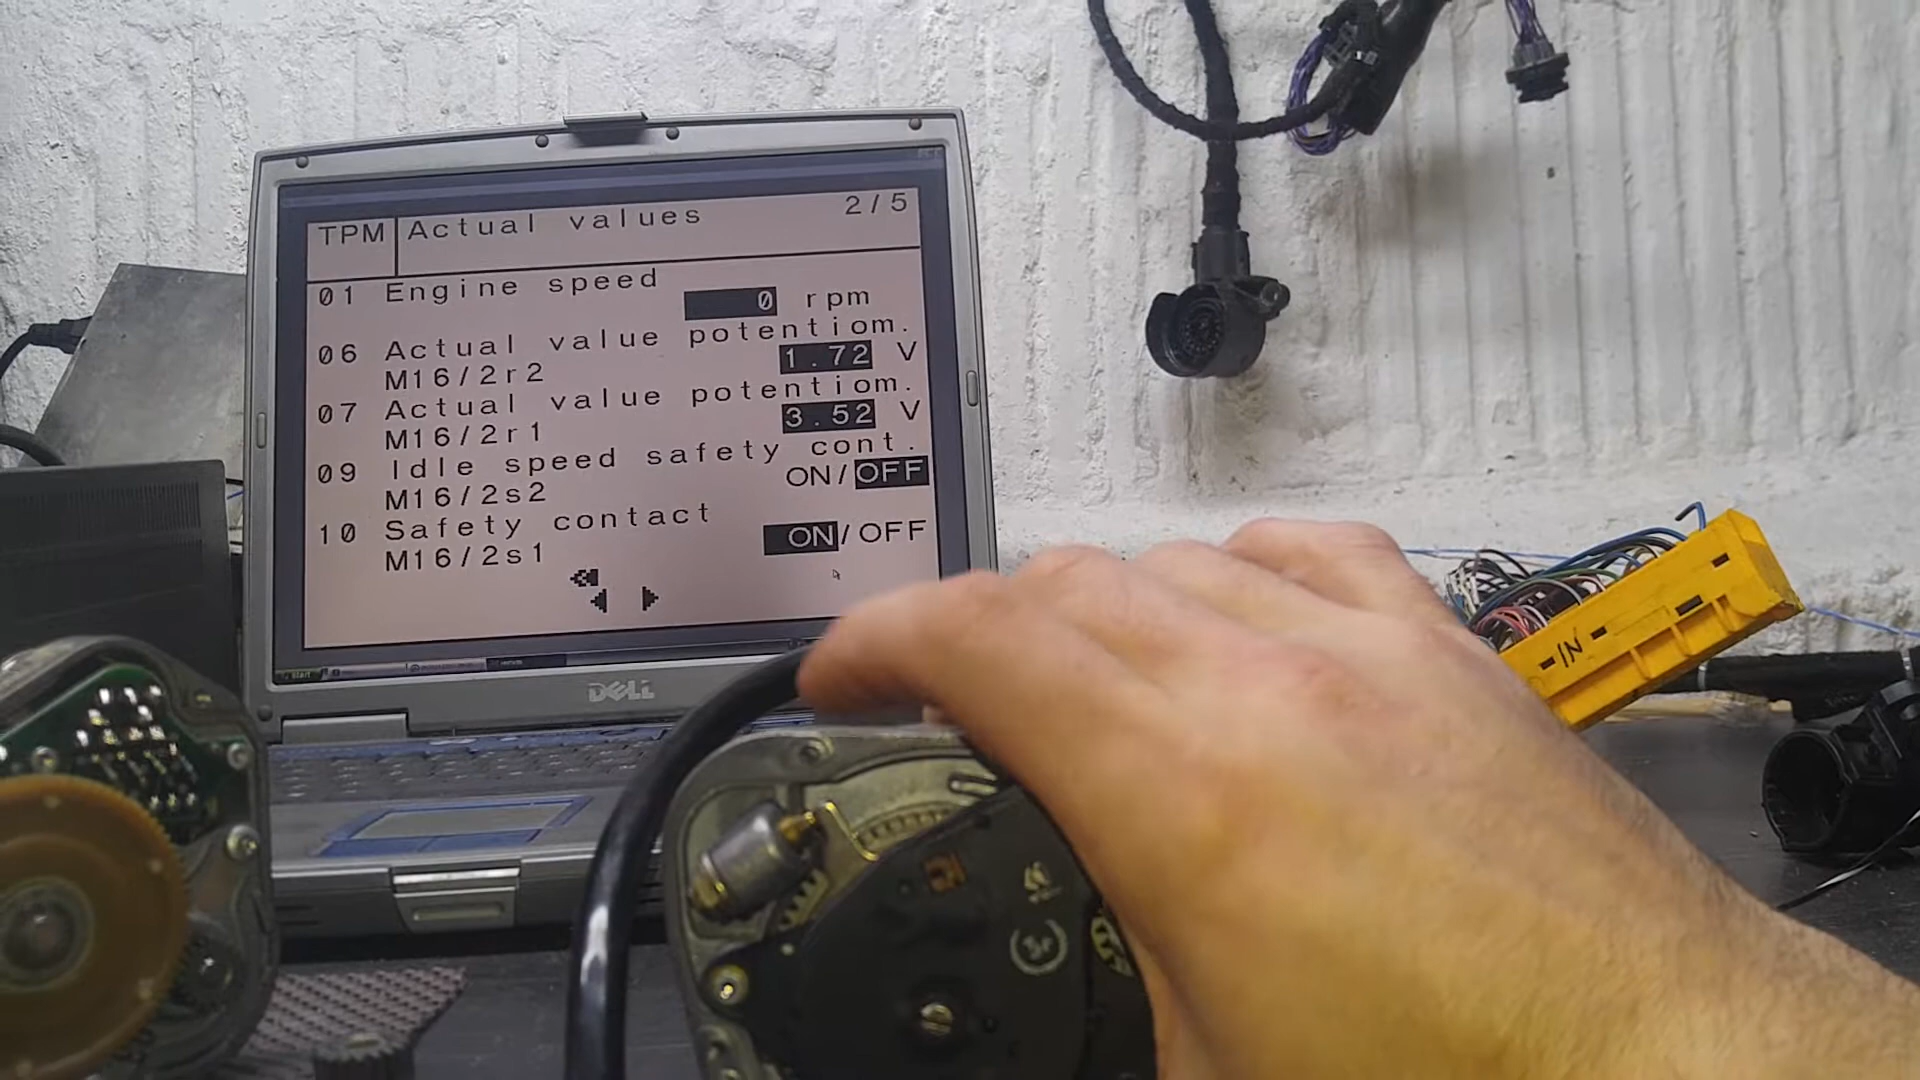 TPM Actual values 2/5
01 Engine speed
0 rpm
06 Actual value potentiom.
M16/2r2 1.72 V
07 Actual value potentiom.
M16/2r1 3.52 V
09 Idle speed safety cont.
M16/2s2 ON/OFF
10 Safety contact
M16/2s1 ON/OFF
DELL
IN